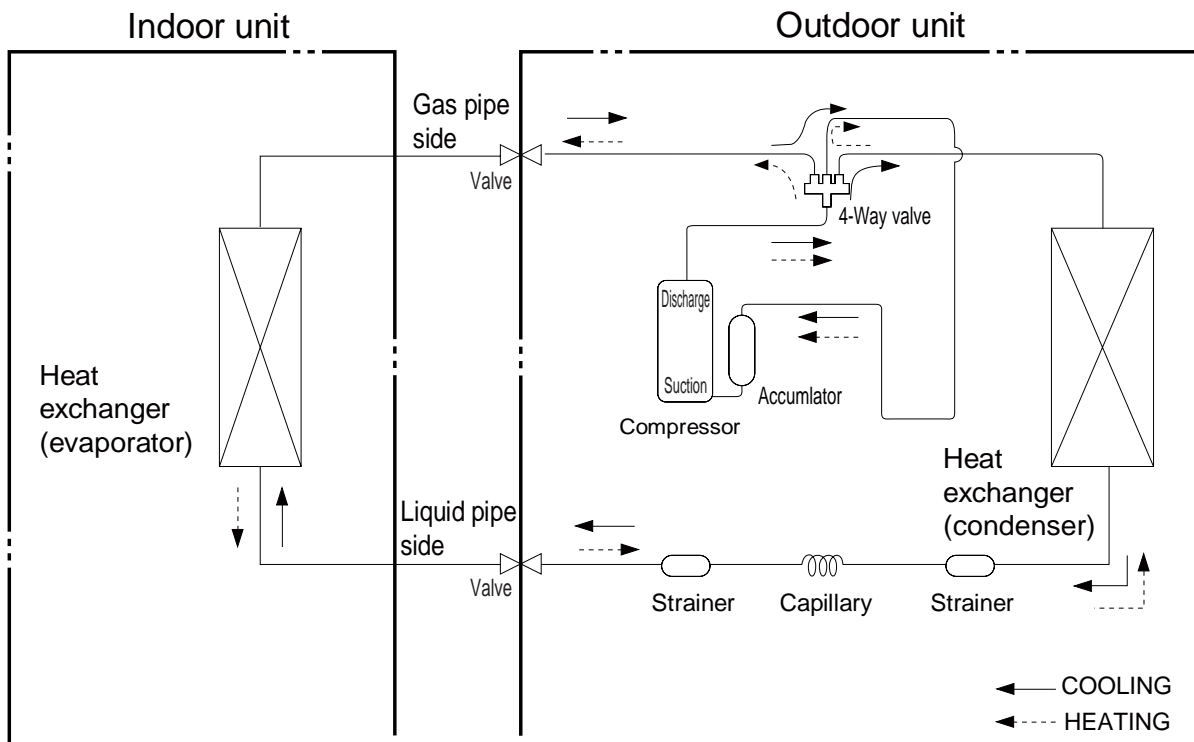 Indoor unit
Outdoor unit
Gas pipe
side
Valve
4-Way valve
Discharge
Suction
Accumlator
Compressor
Heat
exchanger
(evaporator)
Heat
exchanger
(condenser)
Liquid pipe
side
Valve
Strainer
Capillary
Strainer
COOLING
HEATING